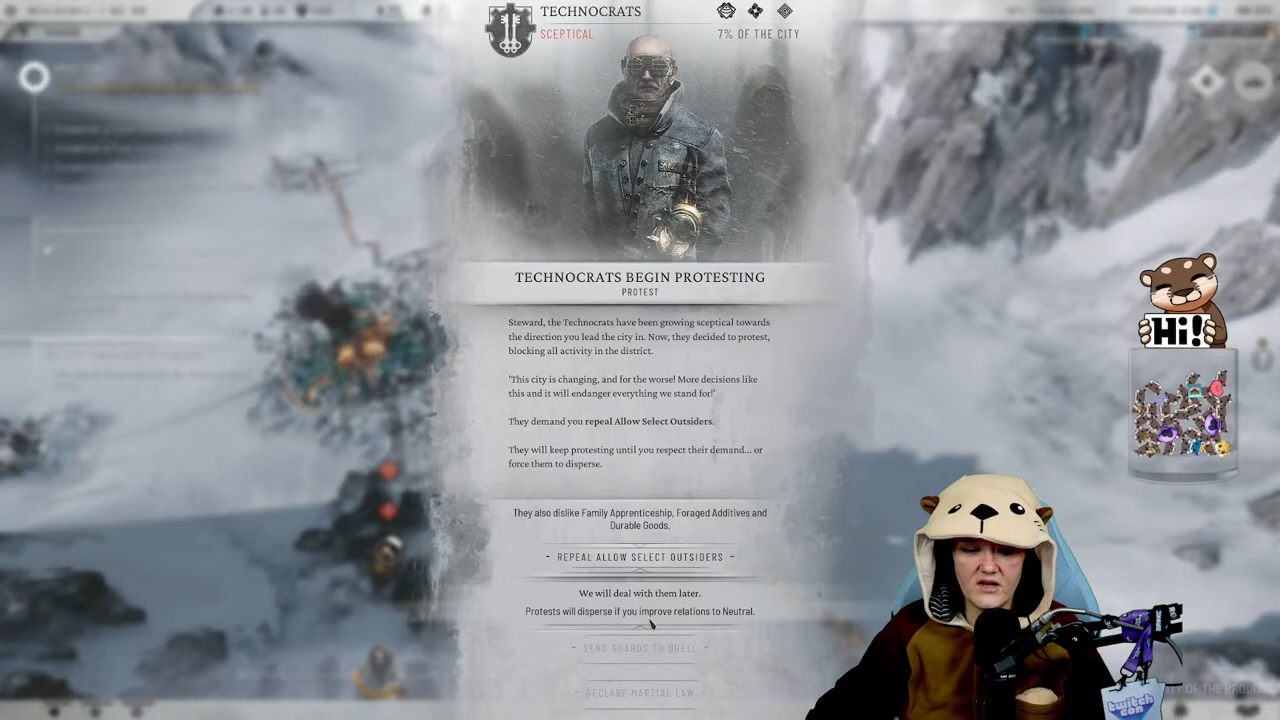 TECHNOCRATS
SCEPTICAL
7% OF THE CITY
TECHNOCRATS BEGIN PROTESTING
PROTEST
Steward, the Technocrats have been growing sceptical towards
the direction you lead the city in. Now, they decided to protest,
blocking all activity in the district.
'This city is changing, and for the worse! More decisions like
this and it will endanger everything we stand for!'
They demand you repeal Allow Select Outsiders.
They will keep protesting until you respect their demand... or
force them to disperse.
They also dislike Family Apprenticeship, Foraged Additives and
Durable Goods.
- REPEAL ALLOW SELECT OUTSIDERS -
We will deal with them later.
Protests will disperse if you improve relations to Neutral.
- SEND GUARDS TO QUELL -
- DECLARE MARTIAL LAW -
Hi!
twitch
con
TY OF THE PRODU